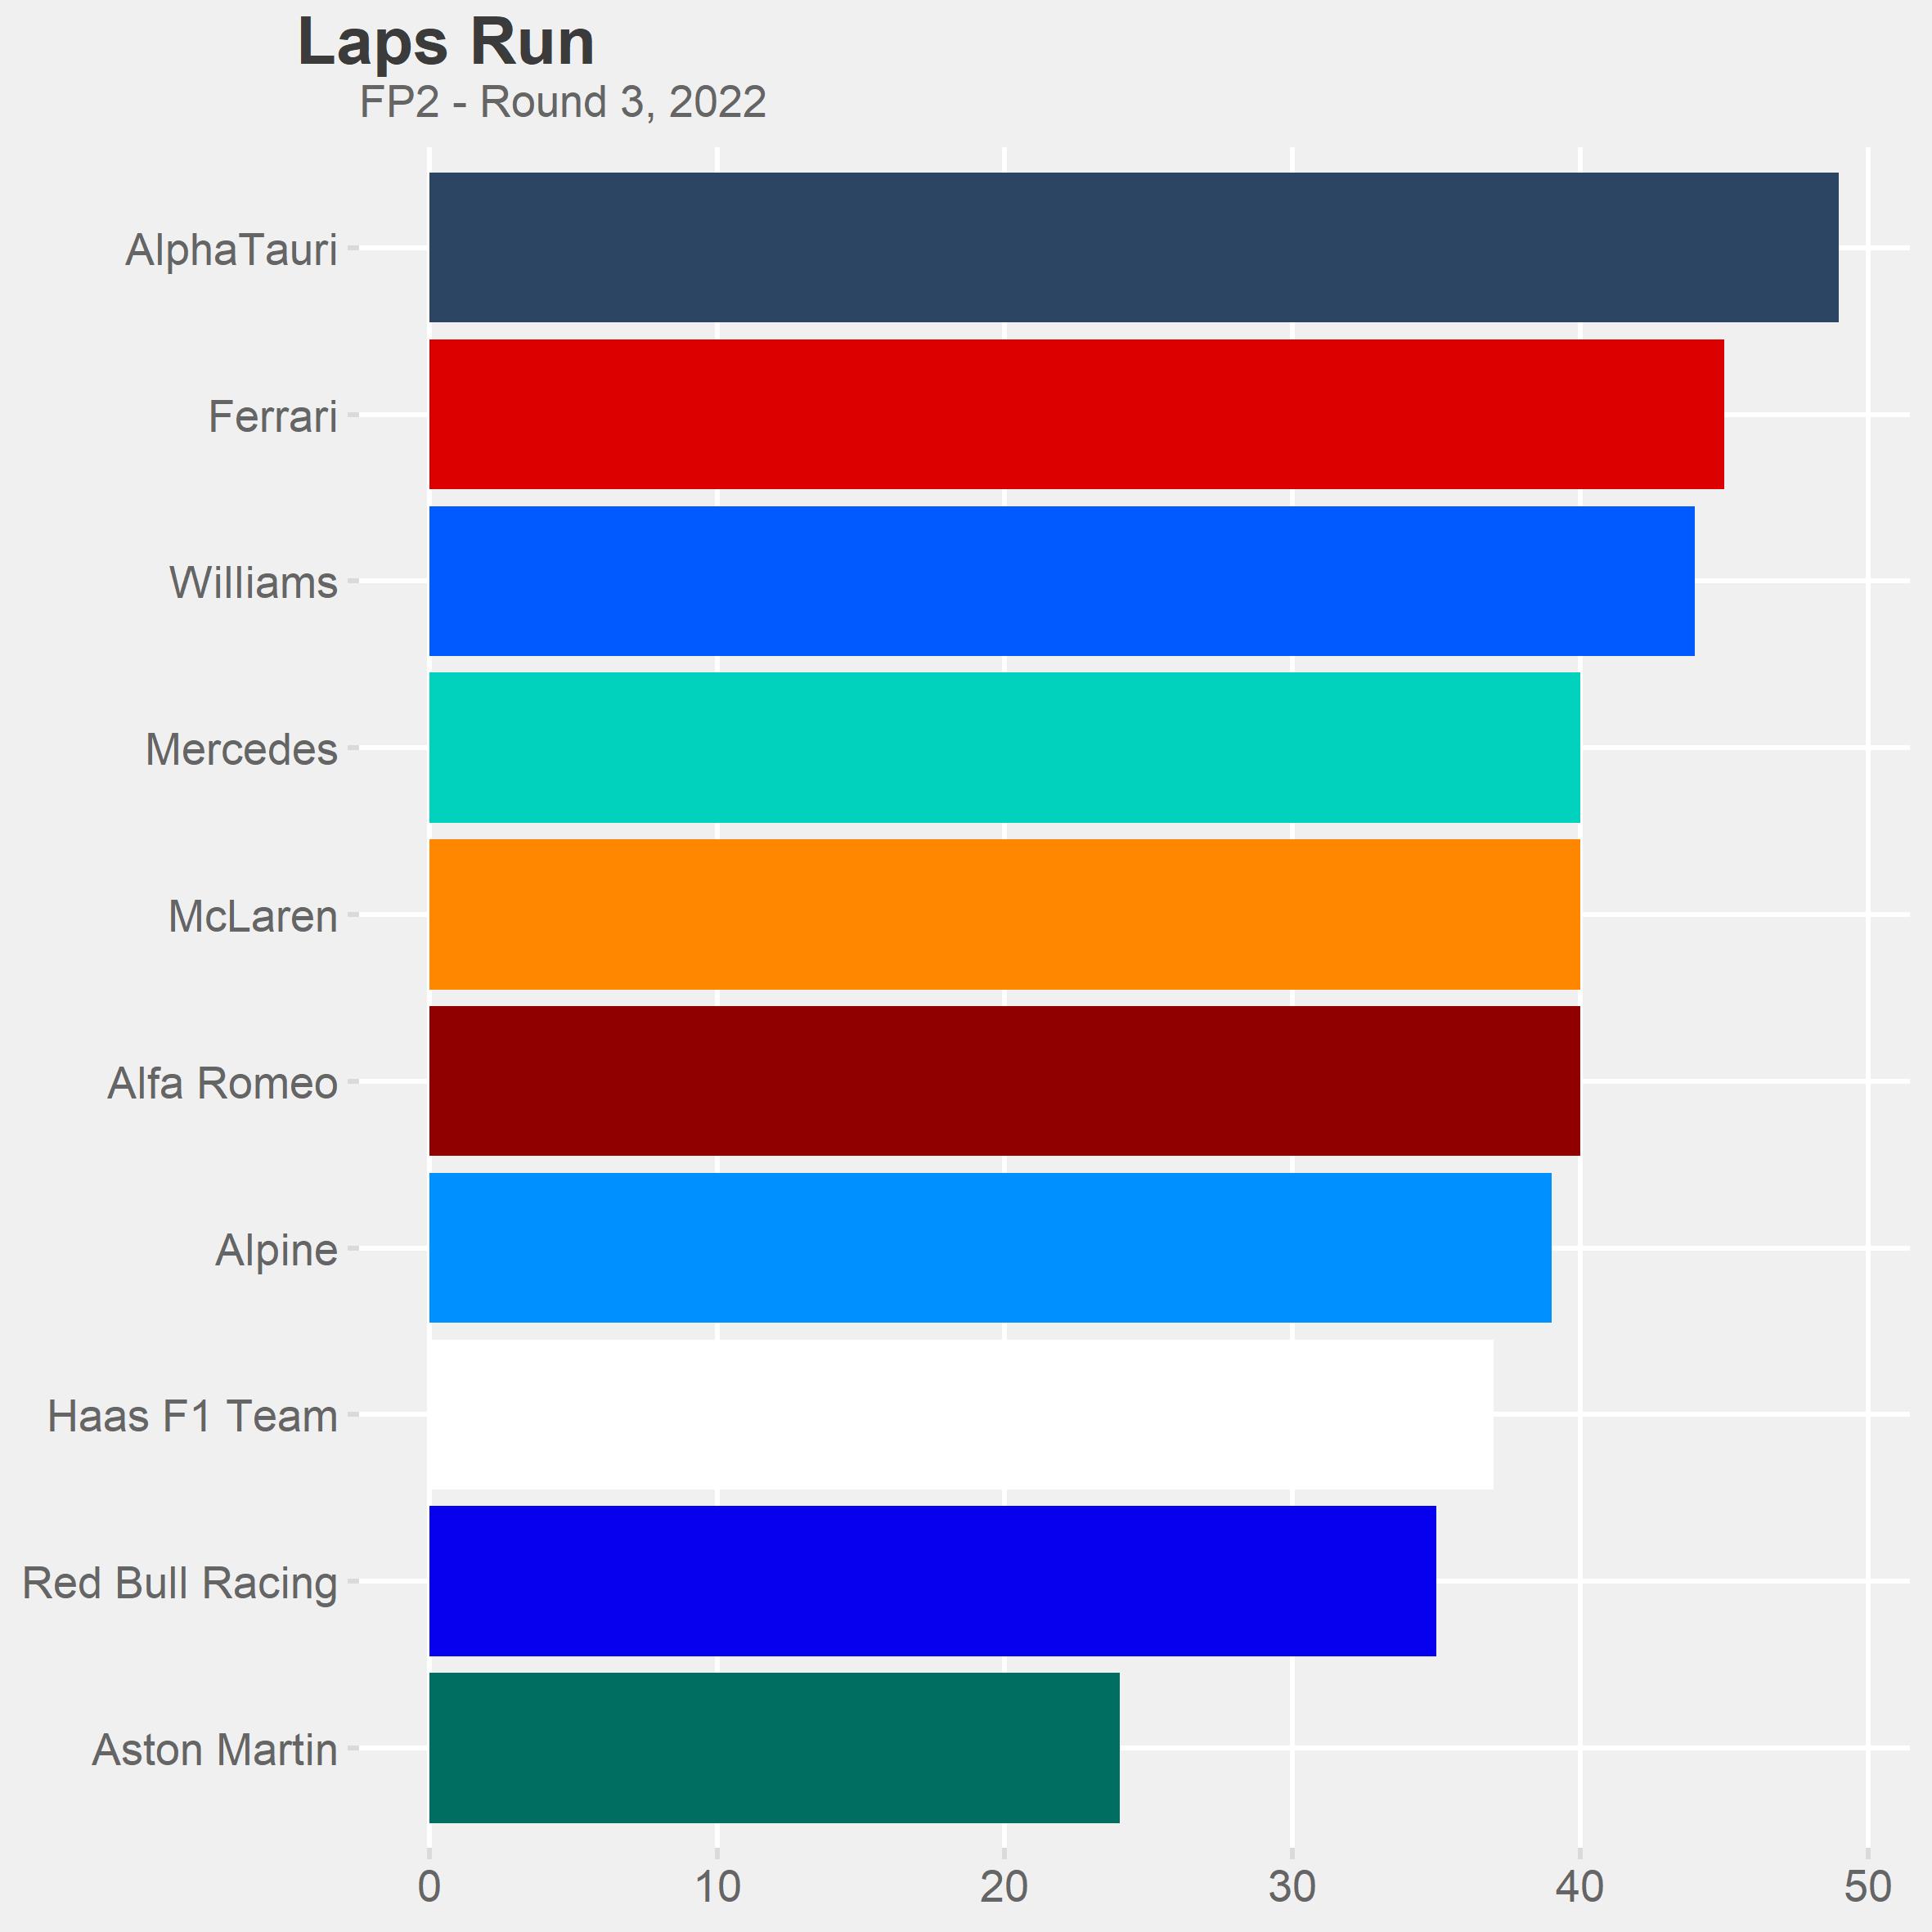 Laps Run
FP2 - Round 3, 2022
AlphaTauri
Ferrari
Williams
Mercedes
McLaren
Alfa Romeo
Alpine
Haas F1 Team
Red Bull Racing
Aston Martin
0 10 20 30 40 50